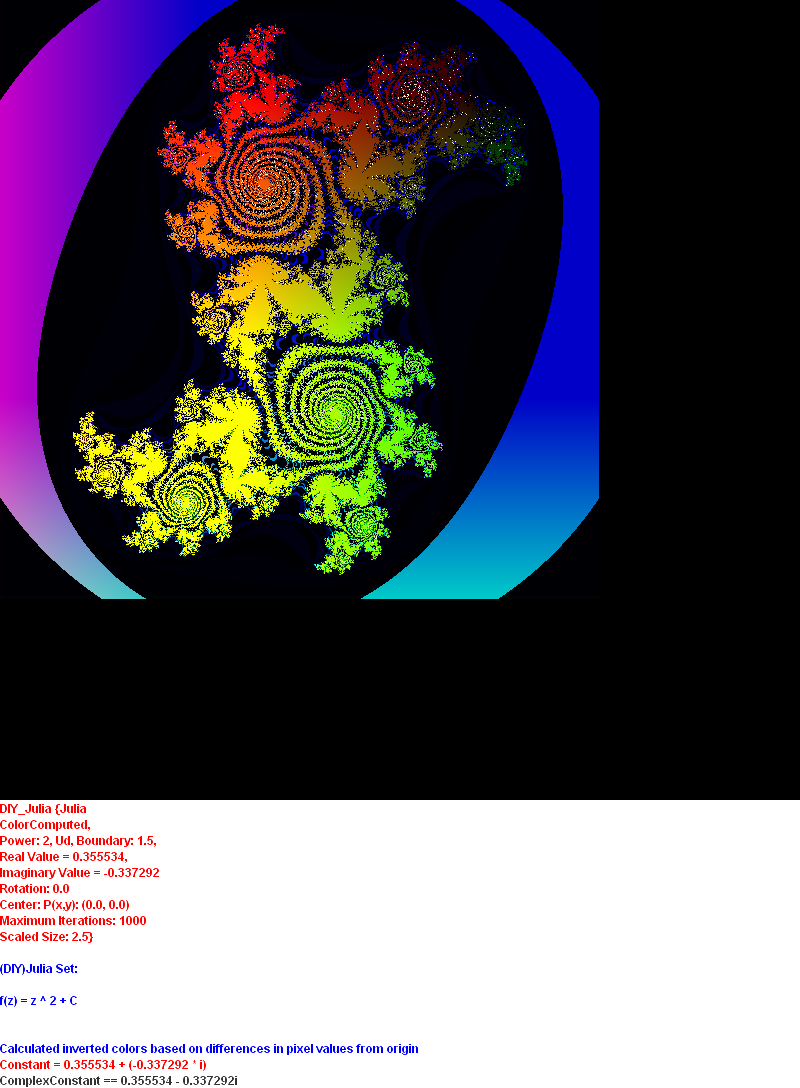 DIY_Julia {Julia
ColorComputed,
Power: 2, Ud, Boundary: 1.5,
Real Value = 0.355534,
Imaginary Value = -0.337292
Rotation: 0.0
Center: P(x,y): (0.0, 0.0)
Maximum Iterations: 1000
Scaled Size: 2.5}
(DIY)Julia Set:
f(z) = z ^ 2 + C
Calculated inverted colors based on differences in pixel values from origin
Constant = 0.355534 + (-0.337292 * i)
ComplexConstant == 0.355534 - 0.337292i